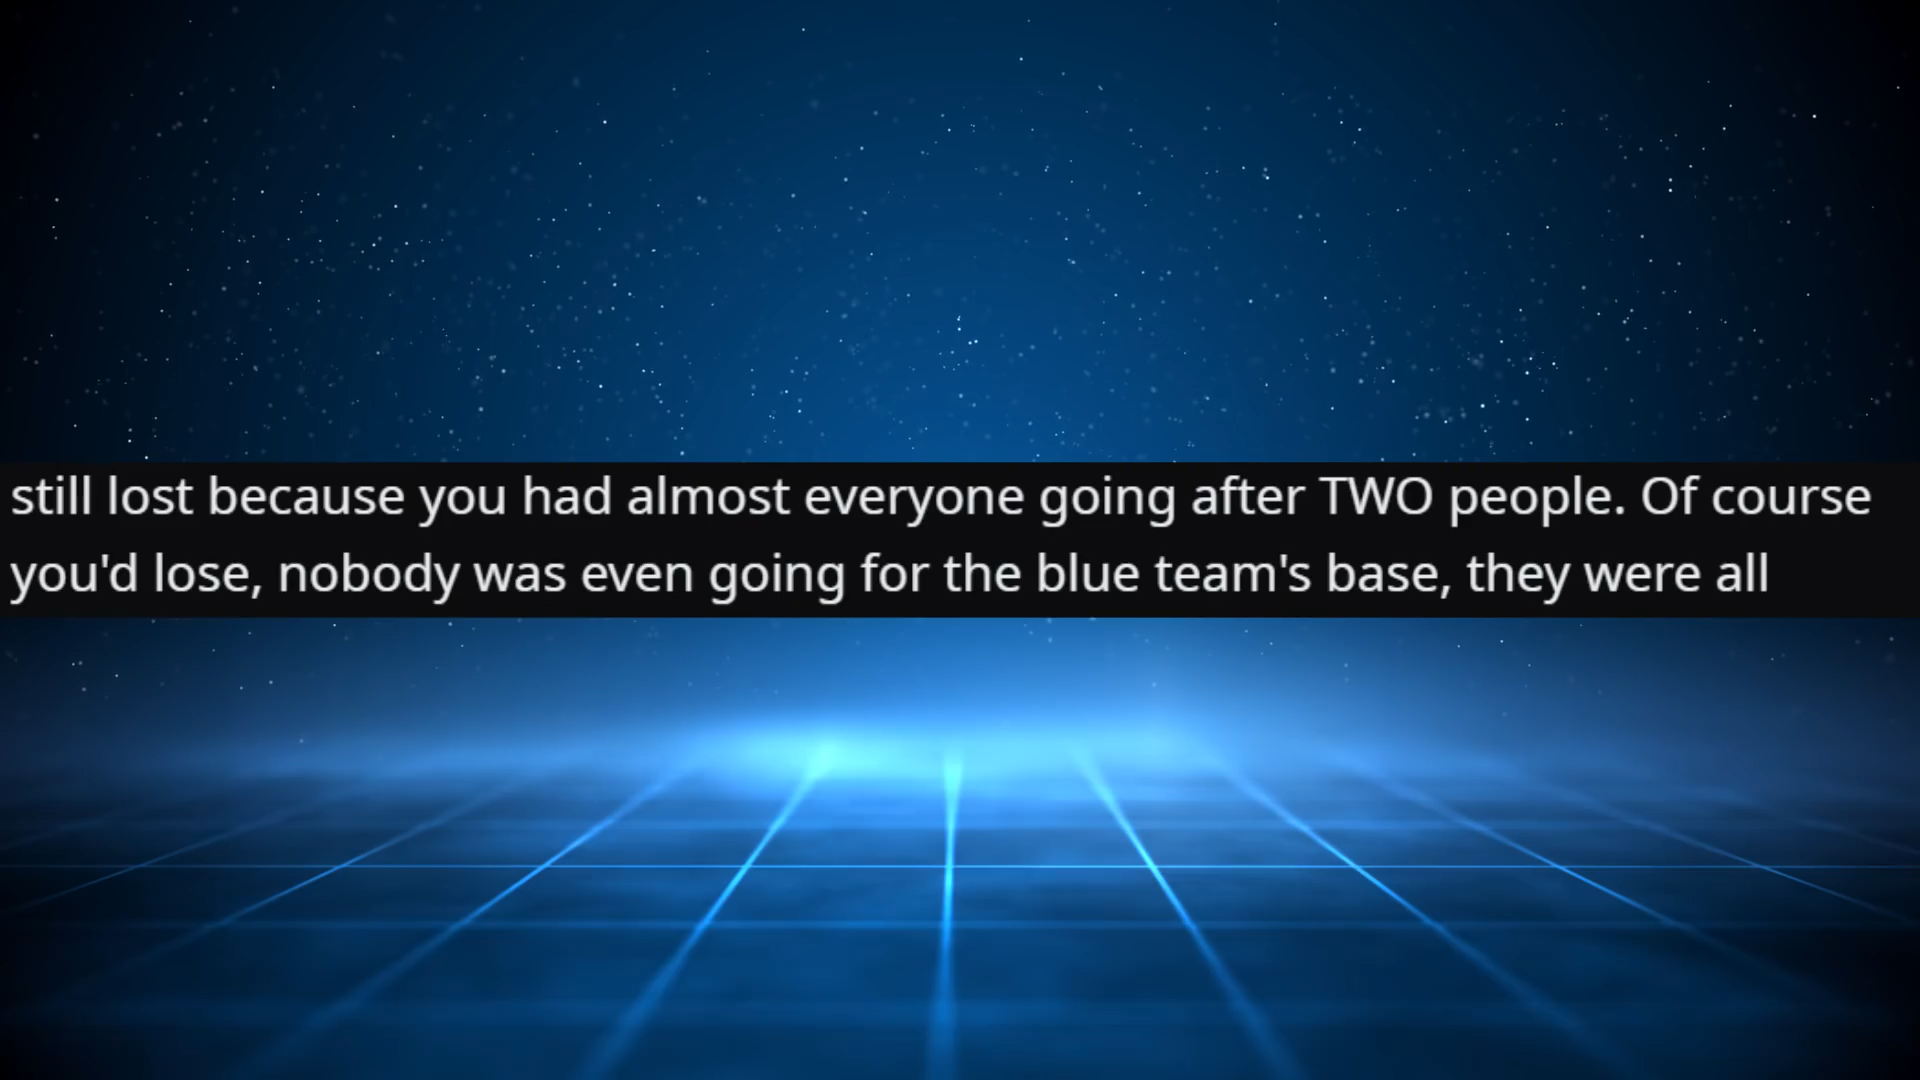 still lost because you had almost everyone going after TWO people. Of course
you'd lose, nobody was even going for the blue team's base, they were all